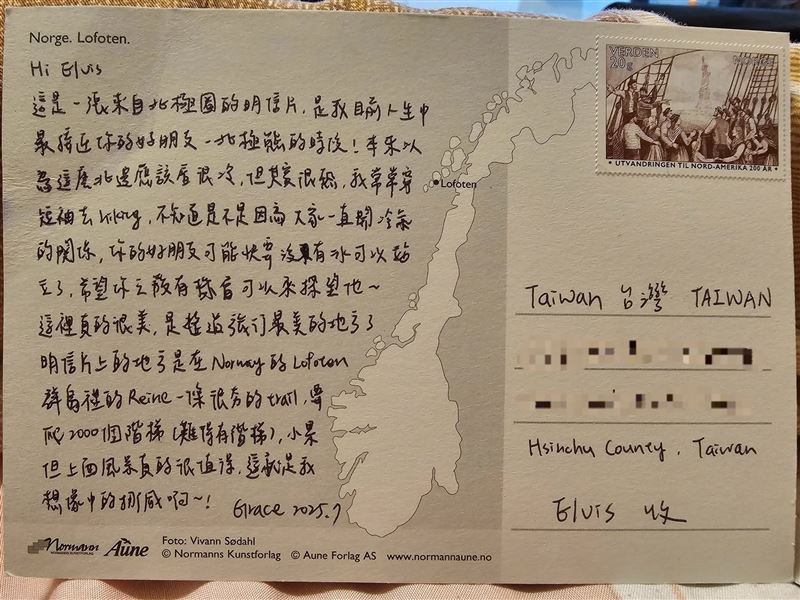 Norge. Lofoten.
Hi Elvis
這是一張來自北極圈的明信片，是我目前人生中
最接近你的好朋友－北極熊的時候！本來以
為這麼北邊應該會很冷，但其實很熱，我常常穿
短袖去hiking，不知道是不是因為大家一直開冷氣
的關係，你的好朋友可能快要沒有冰可以站
立了，希望你之後有機會可以來探望他～
這裡真的很美，是
最美的地方了
明信片上的地方是在Norway的Lofoten
群島裡的Reine一條很夯的trail，要
爬2000個階梯（難得有階梯），小累
但上面風景真的很值得，這就是我
想像中的挪威啊～！ Grace 2025.7
VERDEN
20g
NORGE
• UTVANDRINGEN TIL NORD-AMERIKA 200 ÅR •
Lofoten
Taiwan 台灣 TAIWAN
Hsinchu County, Taiwan
Elvis 收
Normann
NORMANNS KUNSTFORLAG
Aune
Foto: Vivann Sødahl
© Normanns Kunstforlag © Aune Forlag AS www.normannaune.no